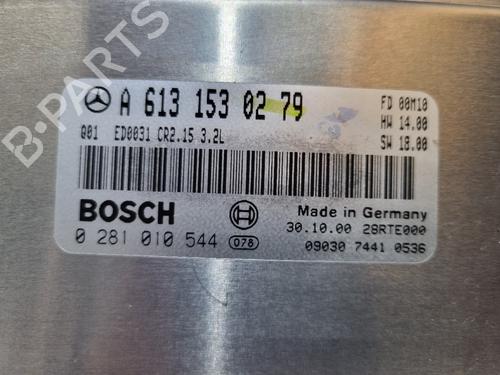 A 613 153 02 79
FD 00M10
HW 14.00
Q01 ED0031 CR2.15 3.2L
SW 18.00
BOSCH
Made in Germany
30.10.00 28RTE000
0 281 010 544 078
09030 7441 0536
B-PARTS